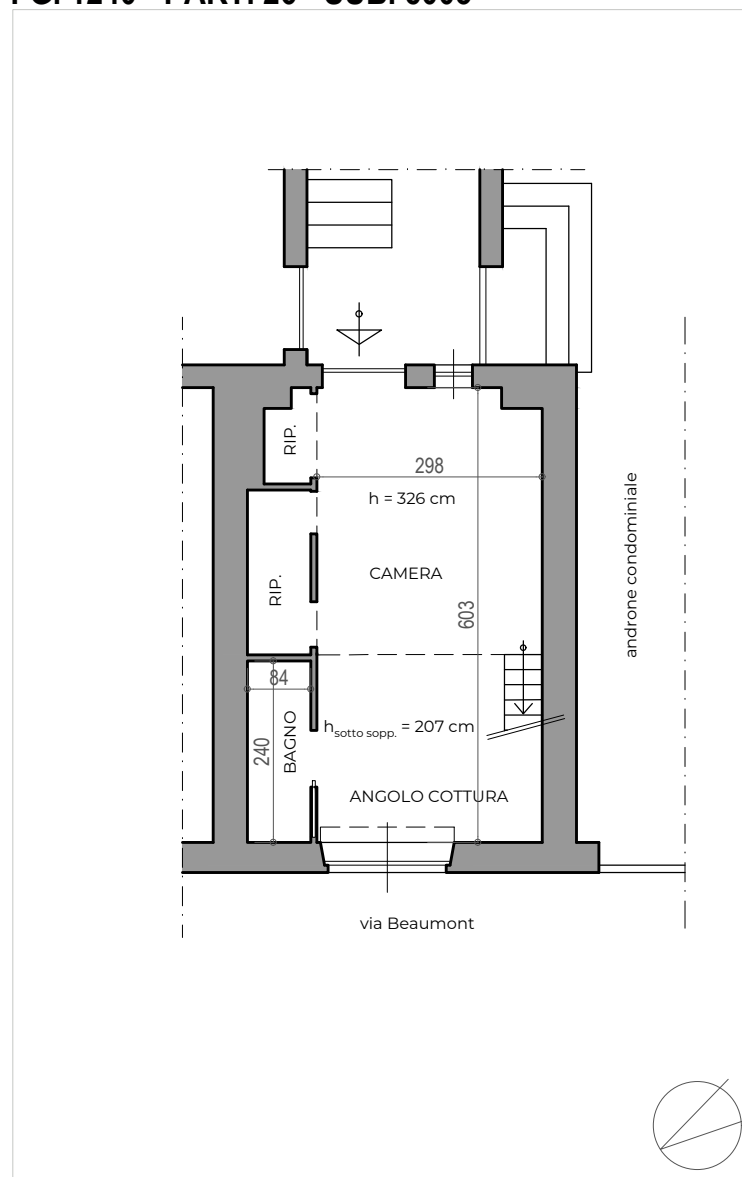 RIP.
298
h = 326 cm
CAMERA
RIP.
603
androne condominiale
84
240
BAGNO
hsotto sopp. = 207 cm
ANGOLO COTTURA
via Beaumont